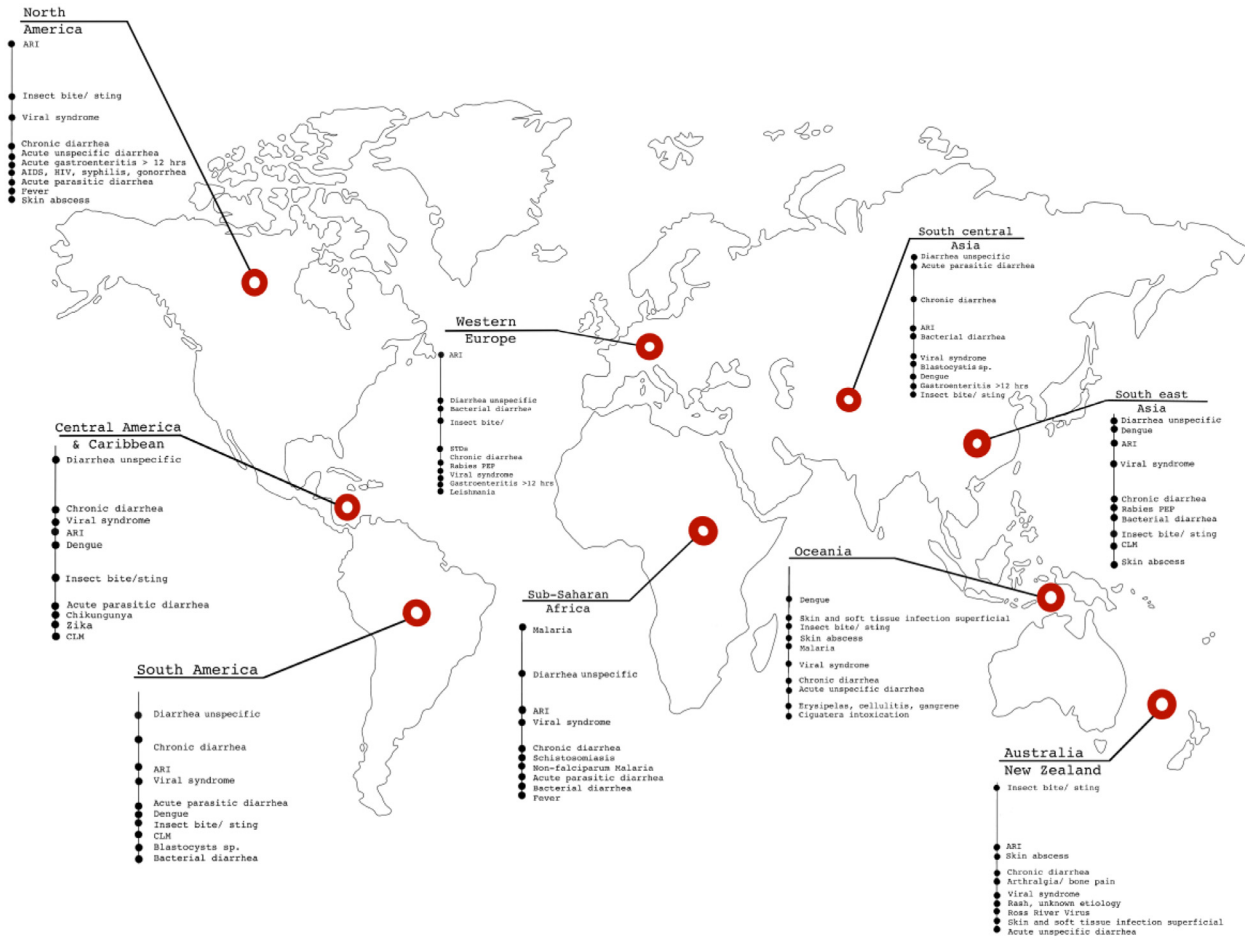 North
America
ARI
Insect bite/ sting
Viral syndrome
Chronic diarrhea
Acute unspecific diarrhea
Acute gastroenteritis > 12 hrs
AIDS, HIV, syphilis, gonorrhea
Acute parasitic diarrhea
Fever
Skin abscess
Central America
& Caribbean
Diarrhea unspecific
Chronic diarrhea
Viral syndrome
ARI
Dengue
Insect bite/sting
Acute parasitic diarrhea
Chikungunya
Zika
CLM
South America
Diarrhea unspecific
Chronic diarrhea
ARI
Viral syndrome
Acute parasitic diarrhea
Dengue
Insect bite/ sting
CLM
Blastocysts sp.
Bacterial diarrhea
Western
Europe
ARI
Diarrhea unspecific
Bacterial diarrhea
Insect bite/
STDs
Chronic diarrhea
Rabies PEP
Viral syndrome
Gastroenteritis >12 hrs
Leishmania
Sub-Saharan
Africa
Malaria
Diarrhea unspecific
ARI
Viral syndrome
Chronic diarrhea
Schistosomiasis
Non-falciparum Malaria
Acute parasitic diarrhea
Bacterial diarrhea
Fever
South central
Asia
Diarrhea unspecific
Acute parasitic diarrhea
Chronic diarrhea
ARI
Bacterial diarrhea
Viral syndrome
Blastocystis sp.
Dengue
Gastroenteritis >12 hrs
Insect bite/ sting
South east
Asia
Diarrhea unspecific
Dengue
ARI
Viral syndrome
Chronic diarrhea
Rabies PEP
Bacterial diarrhea
Insect bite/ sting
CLM
Skin abscess
Oceania
Dengue
Skin and soft tissue infection superficial
Insect bite/ sting
Skin abscess
Malaria
Viral syndrome
Chronic diarrhea
Acute unspecific diarrhea
Erysipelas, cellulitis, gangrene
Ciguatera intoxication
Australia
New Zealand
Insect bite/ sting
ARI
Skin abscess
Chronic diarrhea
Arthralgia/ bone pain
Viral syndrome
Rash, unknown etiology
Ross River Virus
Skin and soft tissue infection superficial
Acute unspecific diarrhea